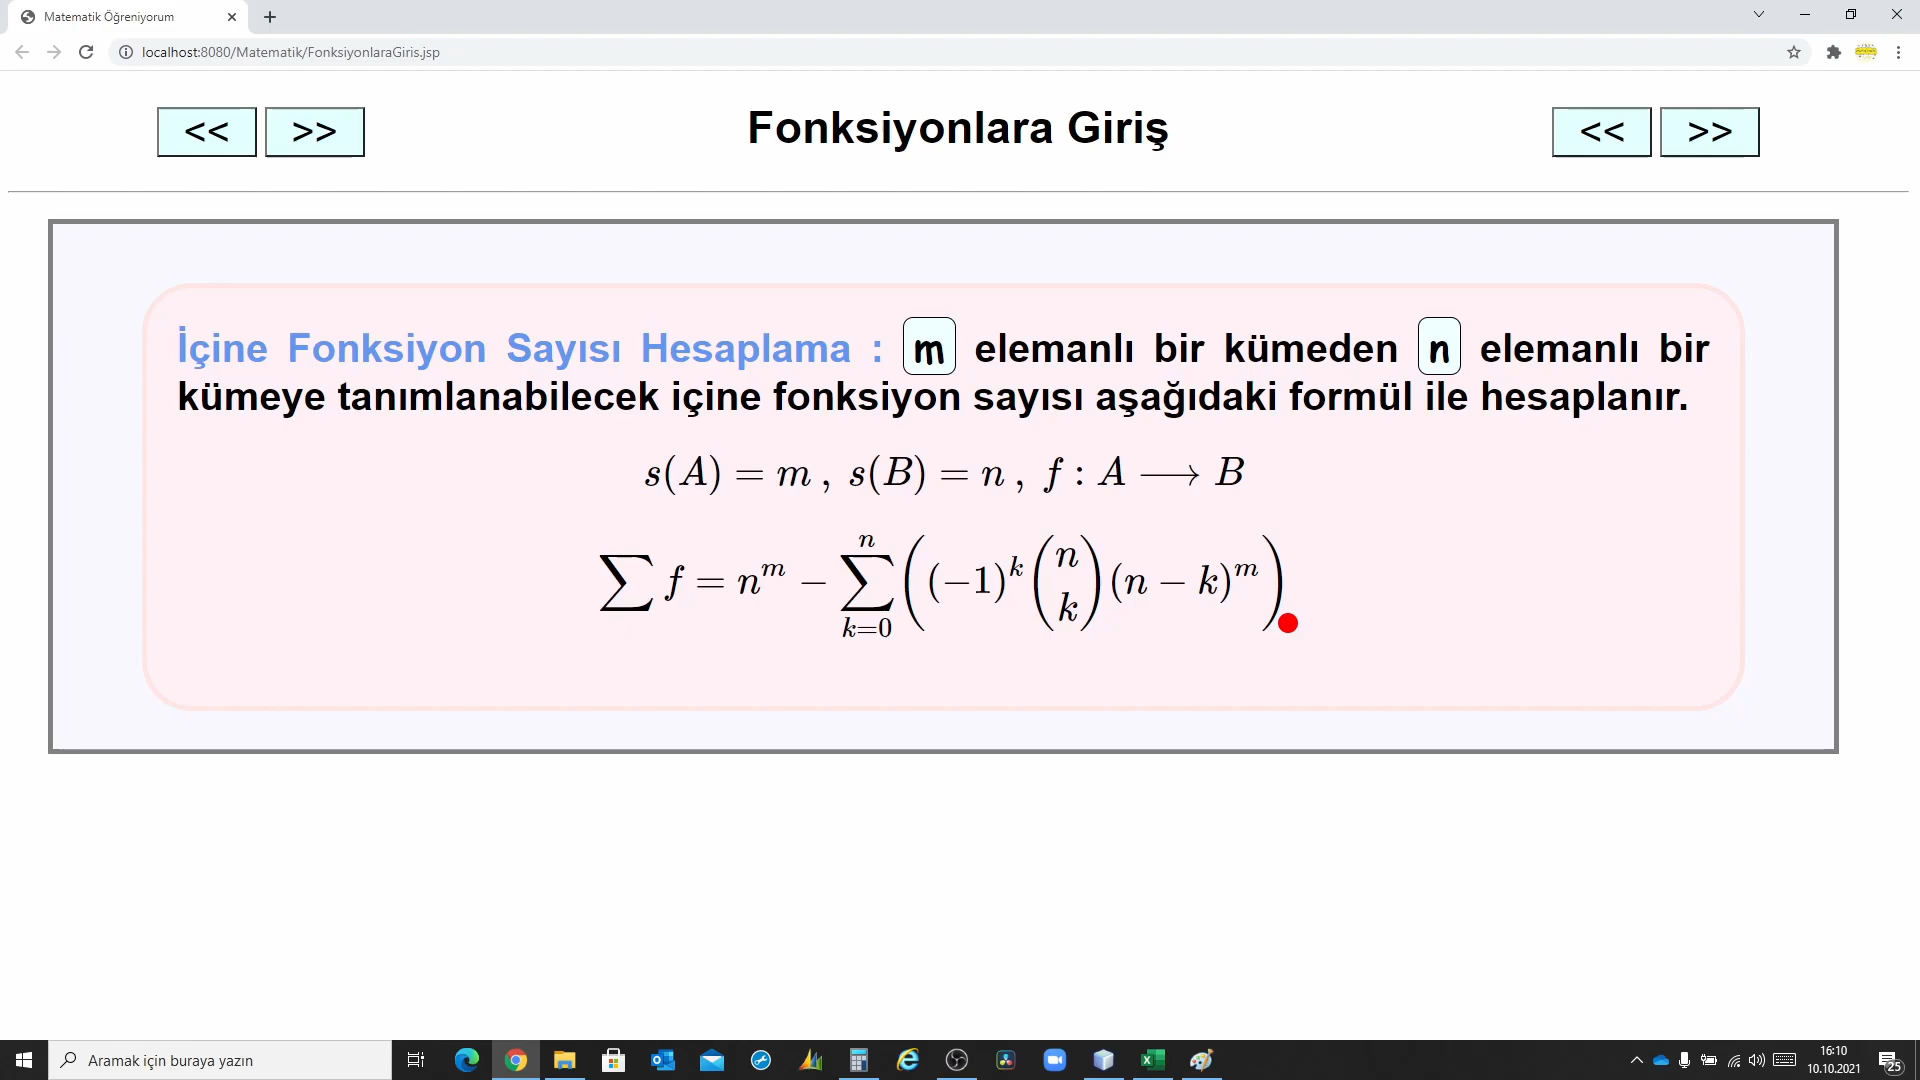 Matematik Öğreniyorum
localhost:8080/Matematik/FonksiyonlaraGiris.jsp
<< >> Fonksiyonlara Giriş << >>
İçine Fonksiyon Sayısı Hesaplama : m elemanlı bir kümeden n elemanlı bir
kümeye tanımlanabilecek içine fonksiyon sayısı aşağıdaki formül ile hesaplanır.
s(A) = m , s(B) = n , f : A ⟶ B
∑ f = n^m − ∑_{k=0}^{n} ( (−1)^k \binom{n}{k} (n − k)^m )
Aramak için buraya yazın
16:10
10.10.2021
25